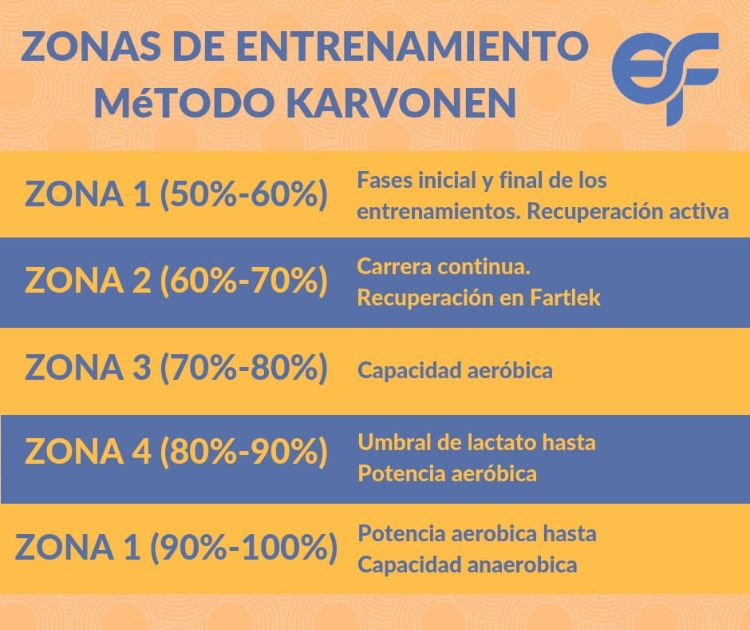 ZONAS DE ENTRENAMIENTO
MéTODO KARVONEN
ef
ZONA 1 (50%-60%)
Fases inicial y final de los
entrenamientos. Recuperación activa
ZONA 2 (60%-70%)
Carrera continua.
Recuperación en Fartlek
ZONA 3 (70%-80%)
Capacidad aeróbica
ZONA 4 (80%-90%)
Umbral de lactato hasta
Potencia aeróbica
ZONA 1 (90%-100%)
Potencia aerobica hasta
Capacidad anaerobica